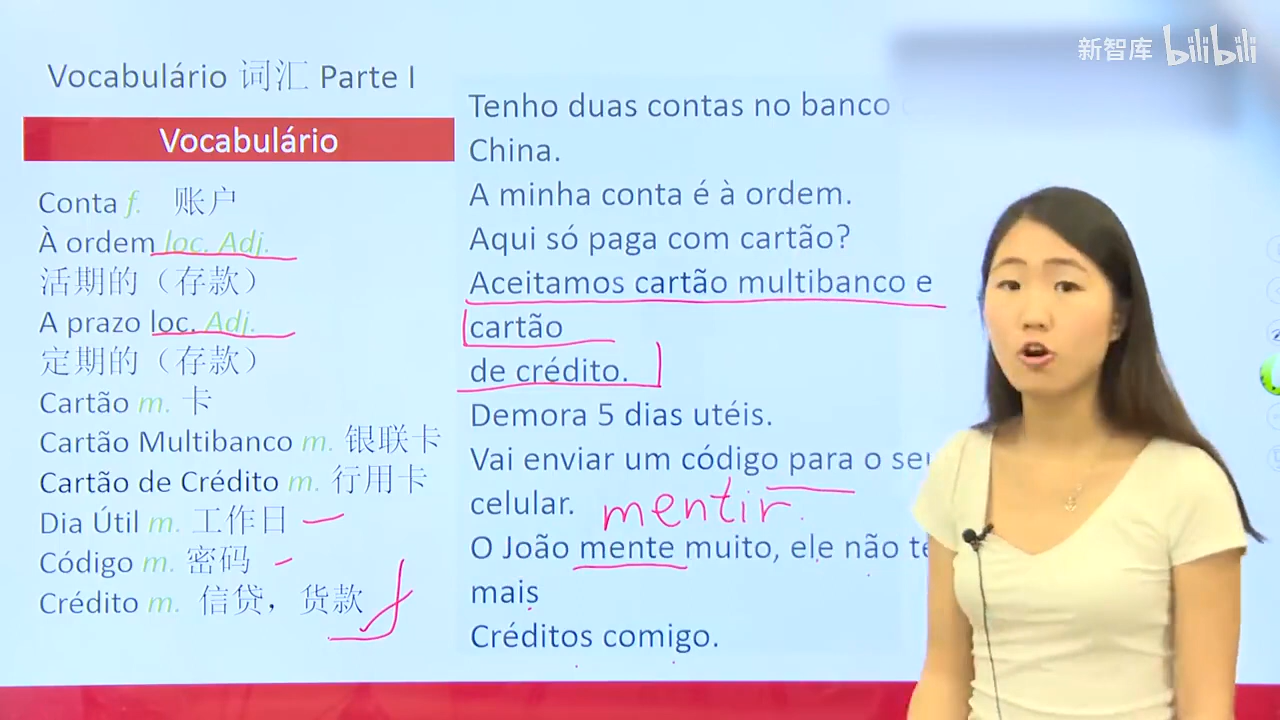 新智库 bilibili
Vocabulário 词汇 Parte I
Vocabulário
Conta f. 账户
À ordem loc. Adj.
活期的（存款）
A prazo loc. Adj.
定期的（存款）
Cartão m. 卡
Cartão Multibanco m. 银联卡
Cartão de Crédito m. 行用卡
Dia Útil m. 工作日
Código m. 密码
Crédito m. 信贷，货款
Tenho duas contas no banco
China.
A minha conta é à ordem.
Aqui só paga com cartão?
Aceitamos cartão multibanco e
cartão
de crédito.
Demora 5 dias utéis.
Vai enviar um código para o seu
celular.
mentir
O João mente muito, ele não
mais
Créditos comigo.